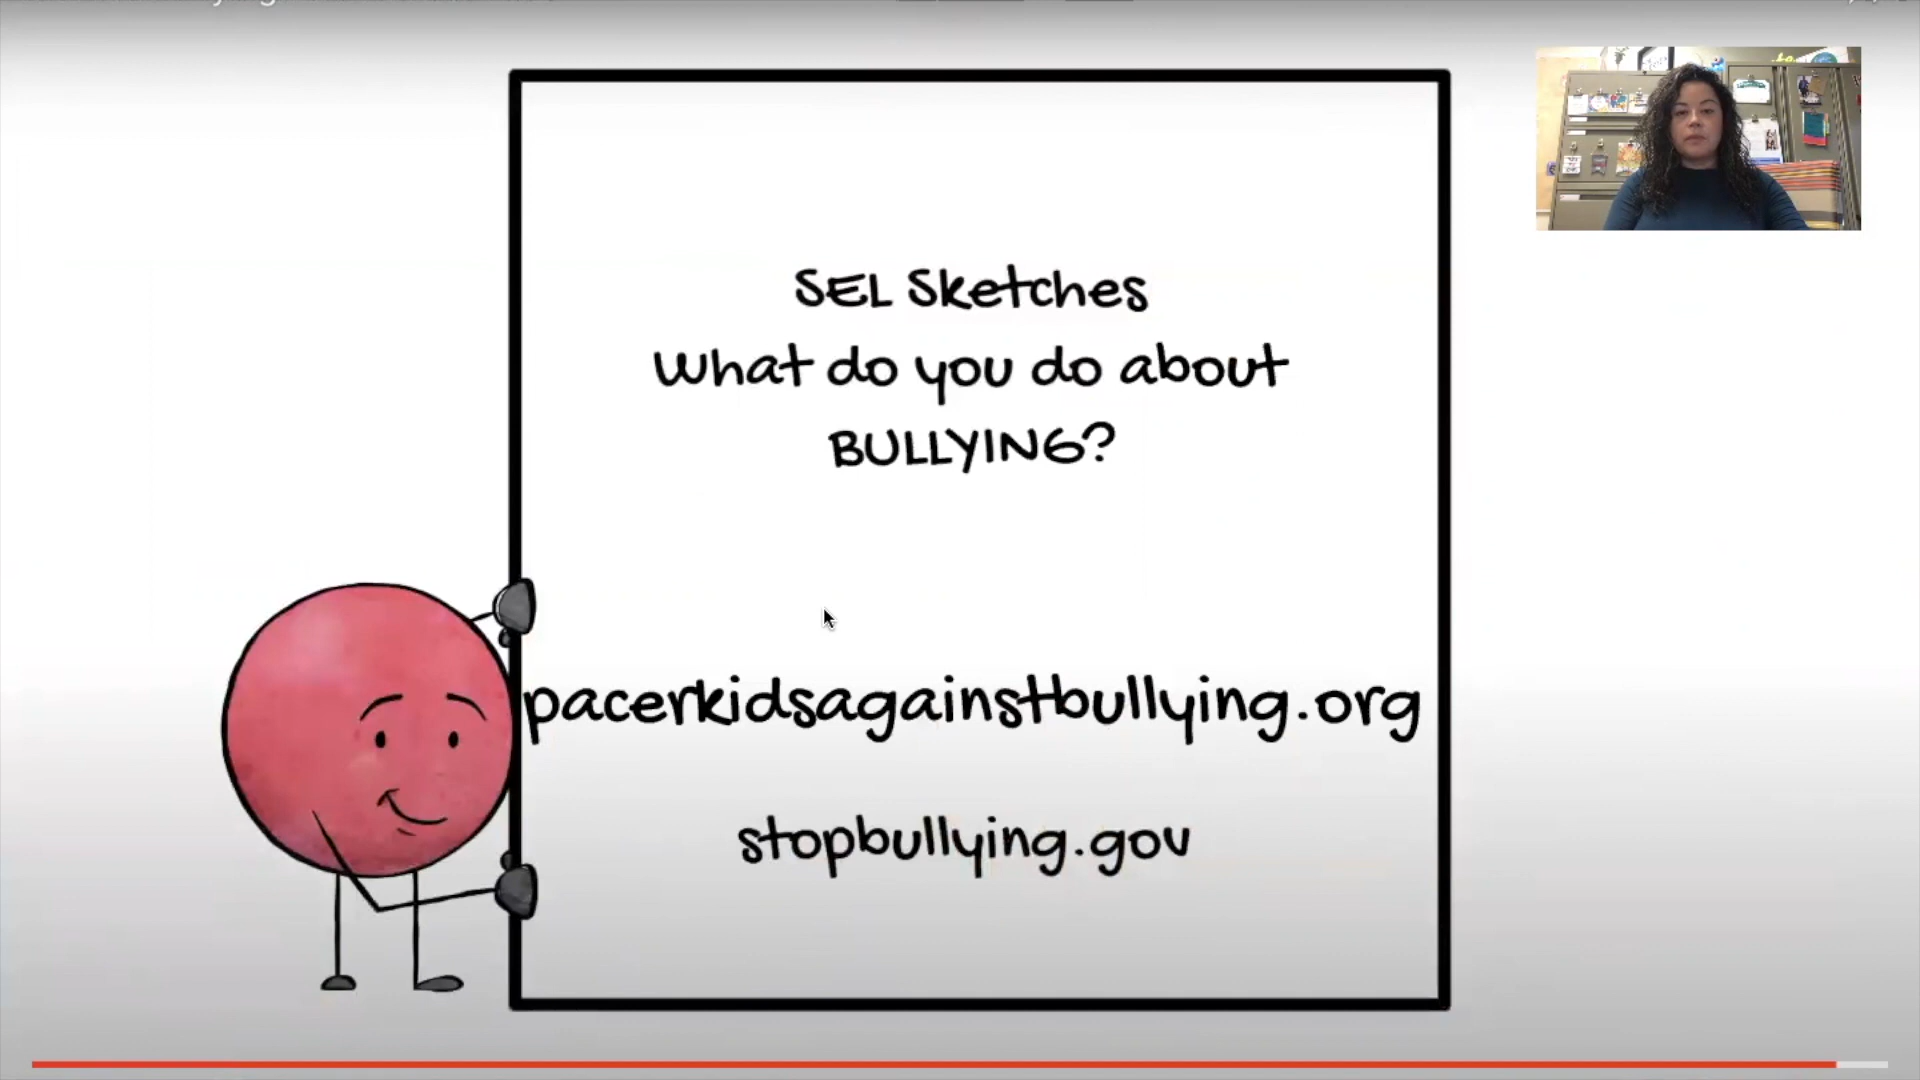 SEL Sketches
What do you do about
BULLYING?
pacerkidsagainstbullying.org
stopbullying.gov